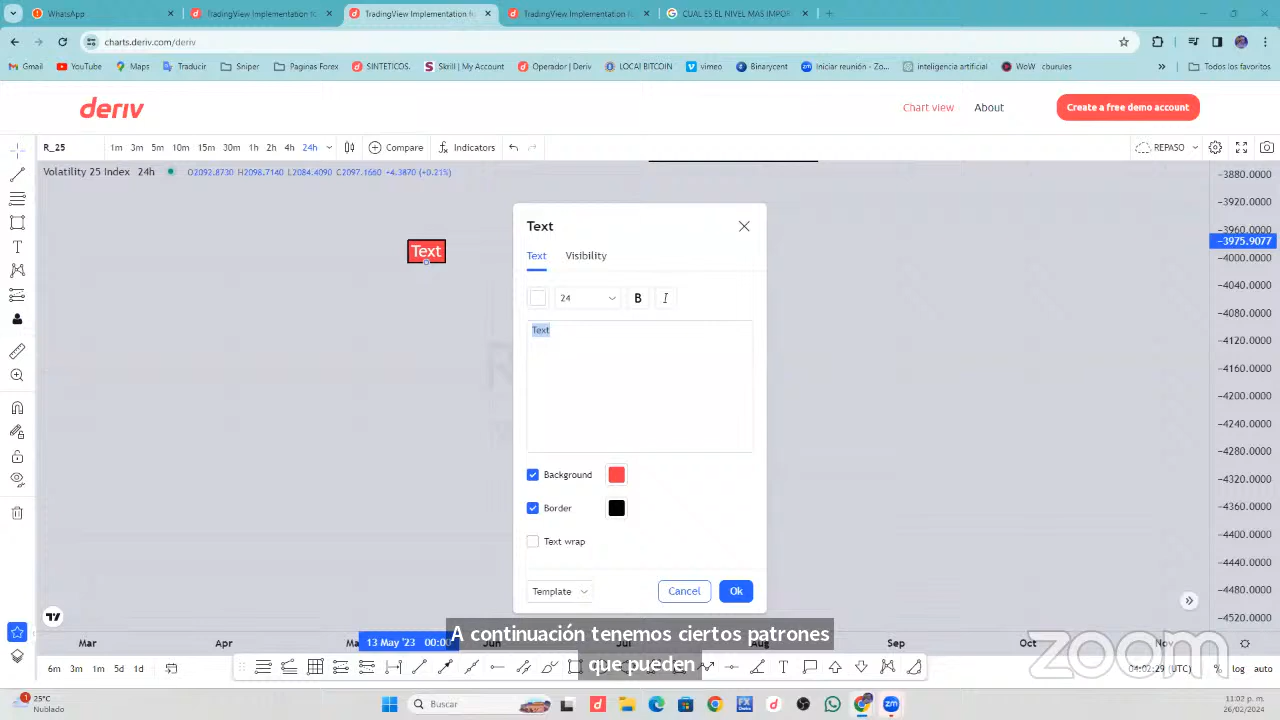 WhatsApp
TradingView Implementation fo
TradingView Implementation fo
TradingView Implementation fo
CUAL ES EL NIVEL MAS IMPOR
charts.deriv.com/deriv
Gmail
YouTube
Maps
Traducir
Sniper
Paginas Forex
SINTETICOS.
Skrill | My Account
Operador | Deriv
LOCAl BITCOIN
vimeo
Binarycent
Iniciar reunión - Zo...
inteligencia artificial
WoW
cburules
Todos los favoritos
deriv
Chart view
About
Create a free demo account
R_25
1m 3m 5m 10m 15m 30m 1h 2h 4h 24h
Compare
Indicators
REPASO
Volatility 25 Index 24h
O2092.8730 H2098.7140 L2084.4090 C2097.1660 +4.3870 (+0.21%)
−3880.0000
−3920.0000
−3960.0000
−3975.9077
−4000.0000
−4040.0000
−4080.0000
−4120.0000
−4160.0000
−4200.0000
−4240.0000
−4280.0000
−4320.0000
−4360.0000
−4400.0000
−4440.0000
−4480.0000
−4520.0000
Text
Text
Text
Visibility
24
B
I
Text
Background
Border
Text wrap
Template
Cancel
Ok
Mar
Apr
Ma
13 May '23 00:00
Jun
Aug
Sep
Oct
Nov
A continuación tenemos ciertos patrones
que pueden
zoom
6m 3m 1m 5d 1d
04:02:29 (UTC)
%
log
auto
25°C
Nublado
Buscar
11:02 p. m.
26/02/2024